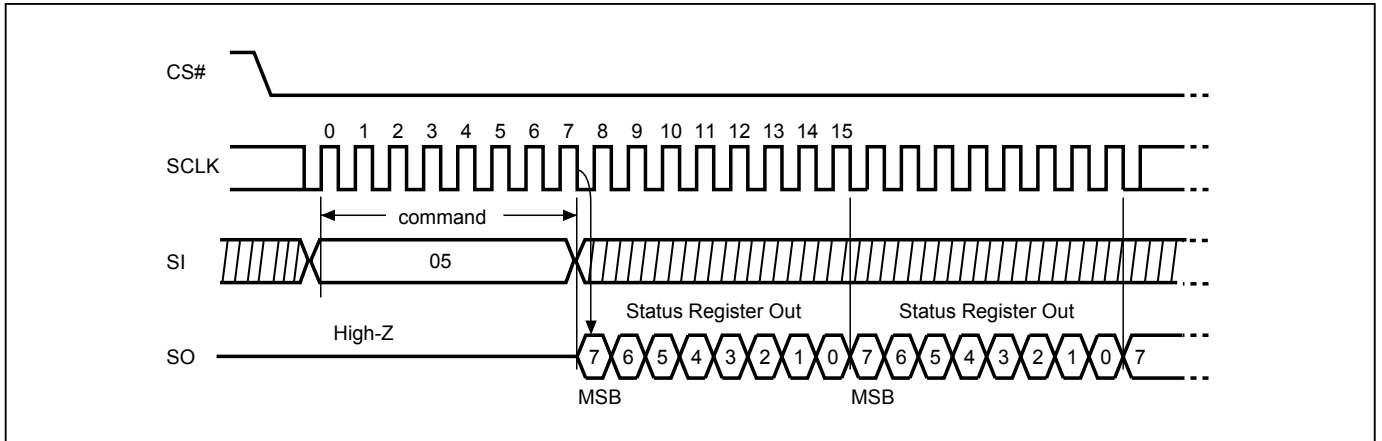 CS#
0 1 2 3 4 5 6 7 8 9 10 11 12 13 14 15
SCLK
command
SI
05
Status Register Out Status Register Out
High-Z
SO
7 6 5 4 3 2 1 0 7 6 5 4 3 2 1 0 7
MSB MSB